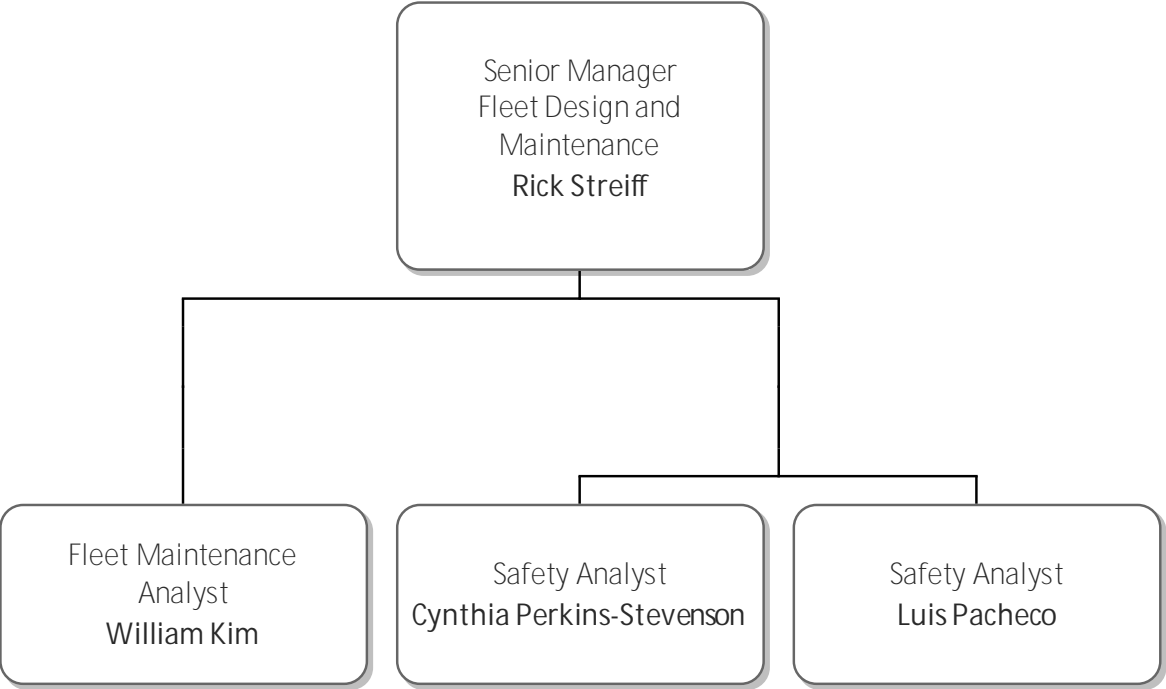 Senior Manager
Fleet Design and
Maintenance
Rick Streiff
Fleet Maintenance
Analyst
William Kim
Safety Analyst
Cynthia Perkins-Stevenson
Safety Analyst
Luis Pacheco